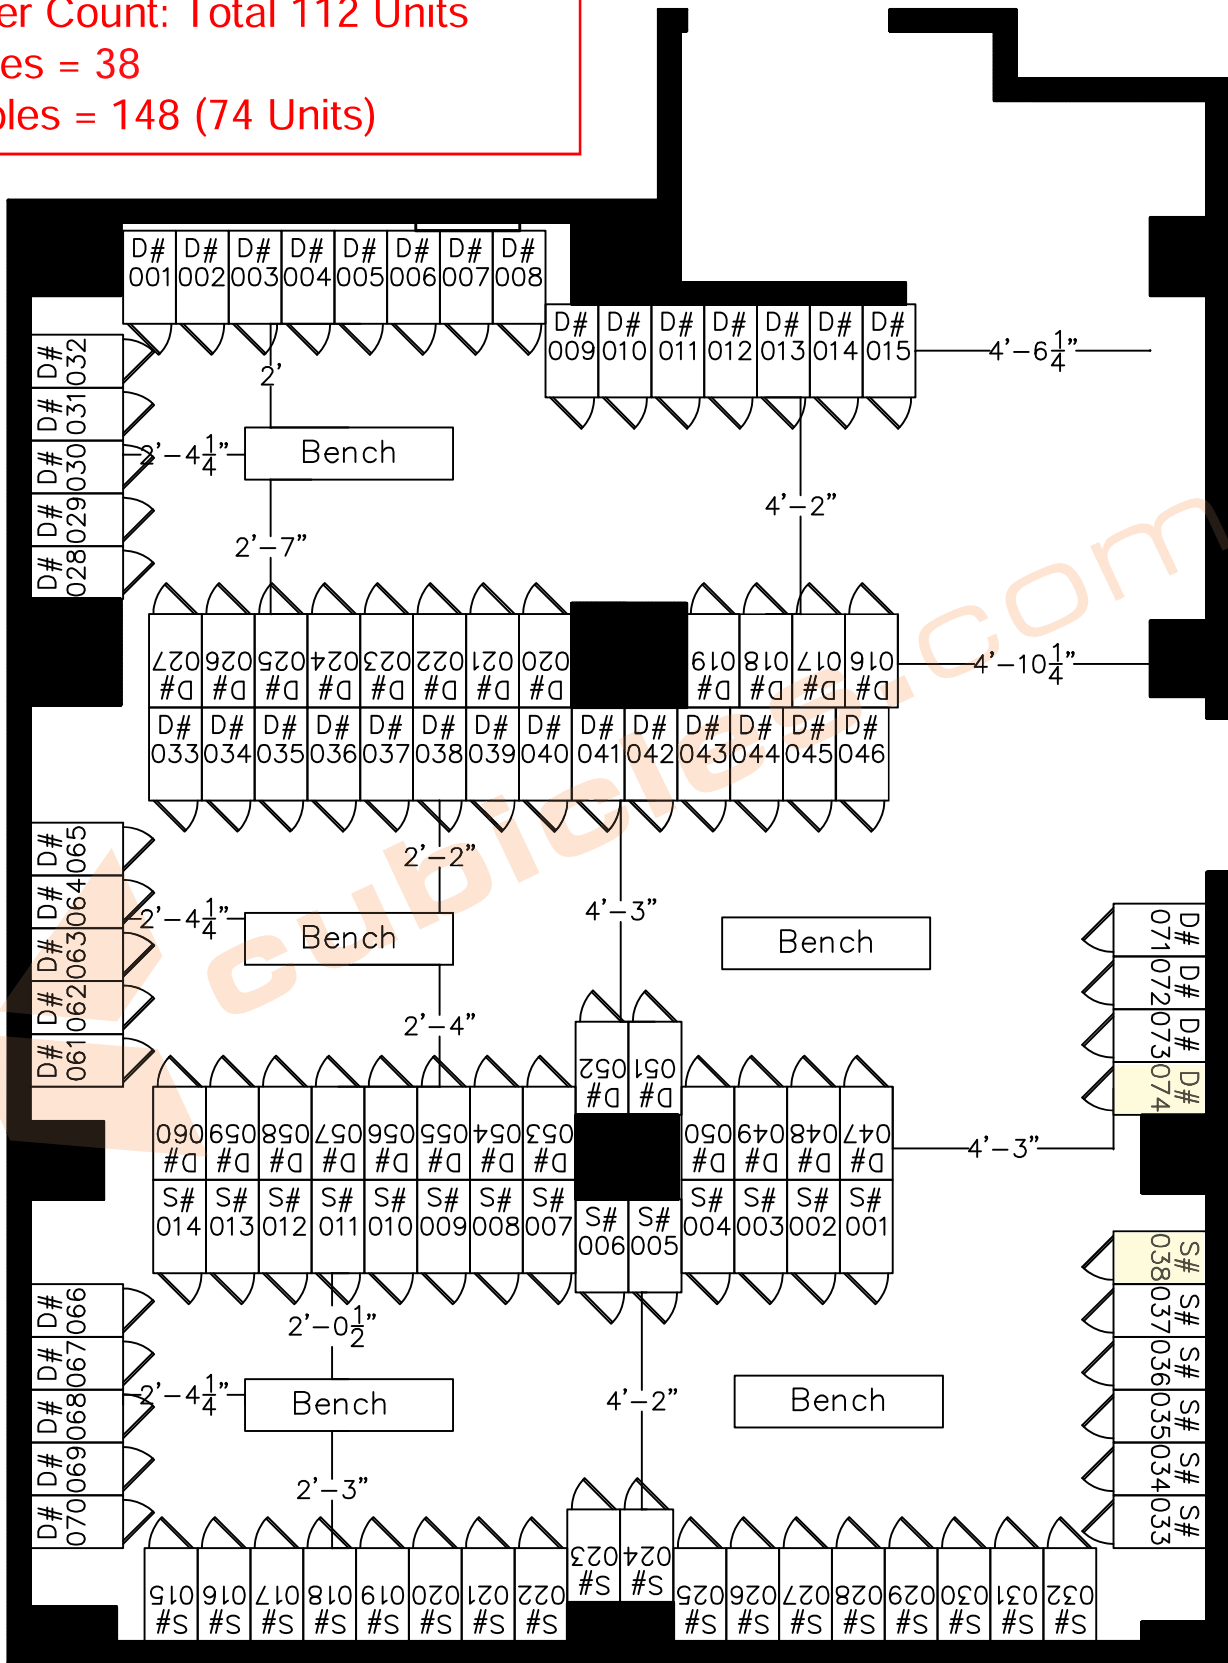 er Count: Total 112 Units
es = 38
oles = 148 (74 Units)
D# D# D# D# D# D# D# D#
001 002 003 004 005 006 007 008
D# D# D# D# D# D# D#
009 010 011 012 013 014 015
4'-6 1/4"
D# 032
D# 031
D# 030
D# 029
D# 028
2'
2'-4 1/4"
Bench
2'-7"
4'-2"
027 026 025 024 023 022 021 020
D# D# D# D# D# D# D# D#
019 018 017 016
D# D# D# D#
4'-10 1/4"
D# D# D# D# D# D# D# D# D# D# D# D# D# D#
033 034 035 036 037 038 039 040 041 042 043 044 045 046
cubicles.com
D# 065
D# 064
D# 063
D# 062
D# 061
2'-2"
2'-4 1/4"
Bench
4'-3"
Bench
2'-4"
D# 071
D# 072
D# 073
D# 074
052 051
D# D#
060 059 058 057 056 055 054 053
D# D# D# D# D# D# D# D#
050 049 048 047
D# D# D# D#
4'-3"
S# S# S# S# S# S# S# S#
014 013 012 011 010 009 008 007
S# S#
006 005
S# S# S# S#
004 003 002 001
S# 038
S# 037
S# 036
S# 035
S# 034
S# 033
D# 066
D# 067
D# 068
D# 069
D# 070
2'-0 1/2"
2'-4 1/4"
Bench
4'-2"
Bench
2'-3"
023 024
S# S#
015 016 017 018 019 020 021 022
S# S# S# S# S# S# S# S#
025 026 027 028 029 030 031 032
S# S# S# S# S# S# S# S#